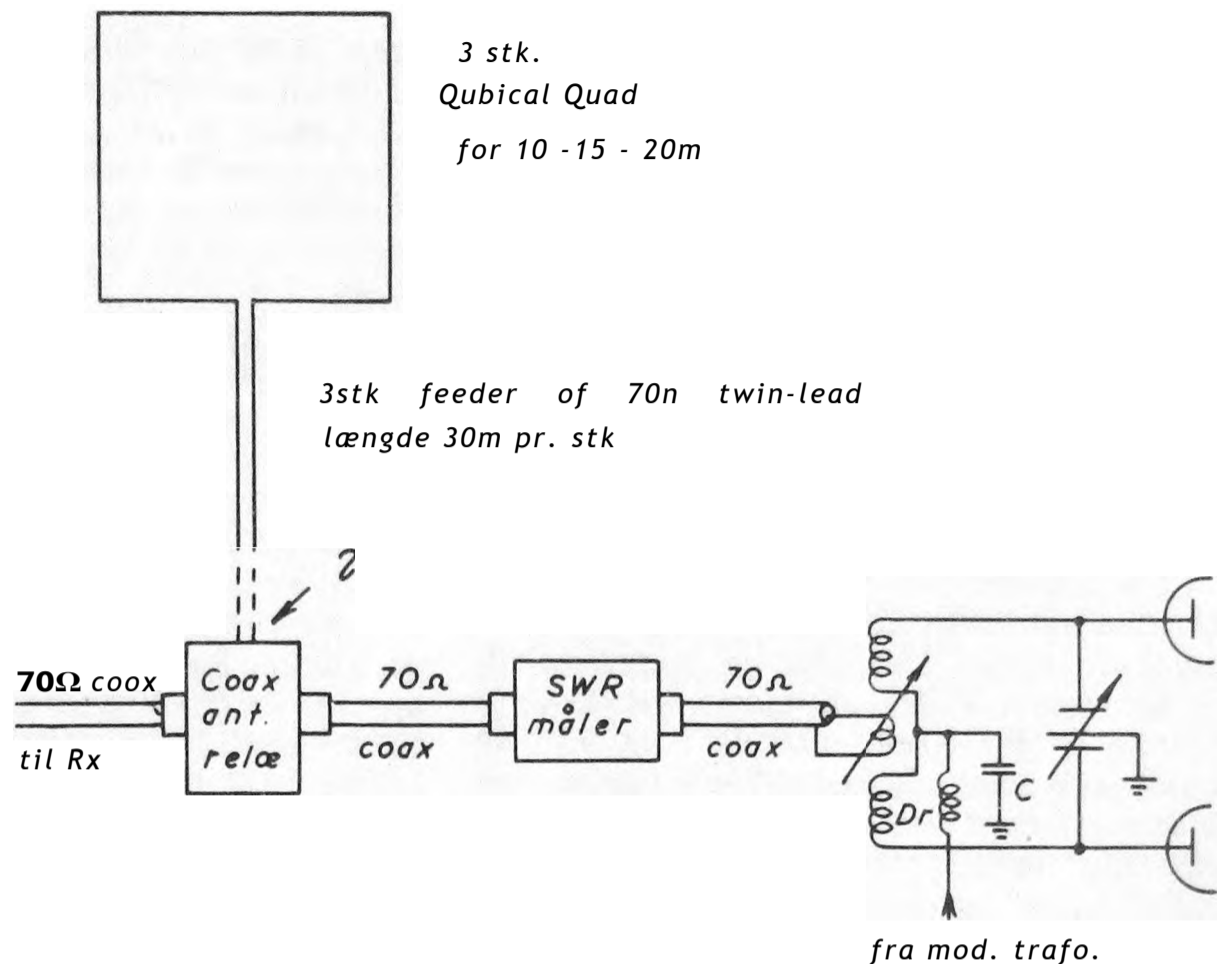 3 stk.
Qubical Quad
for 10 -15 - 20m
3stk feeder of 70n twin-lead
længde 30m pr. stk
70Ω coox
til Rx
Coax
ant.
relæ
70Ω
coax
SWR
måler
70Ω
coax
Dr
C
fra mod. trafo.